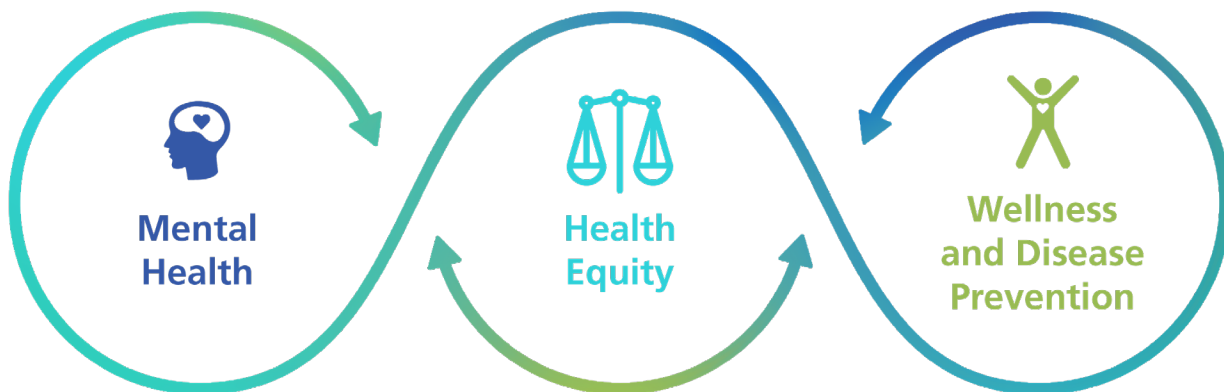 Mental
Health
Health
Equity
Wellness
and Disease
Prevention